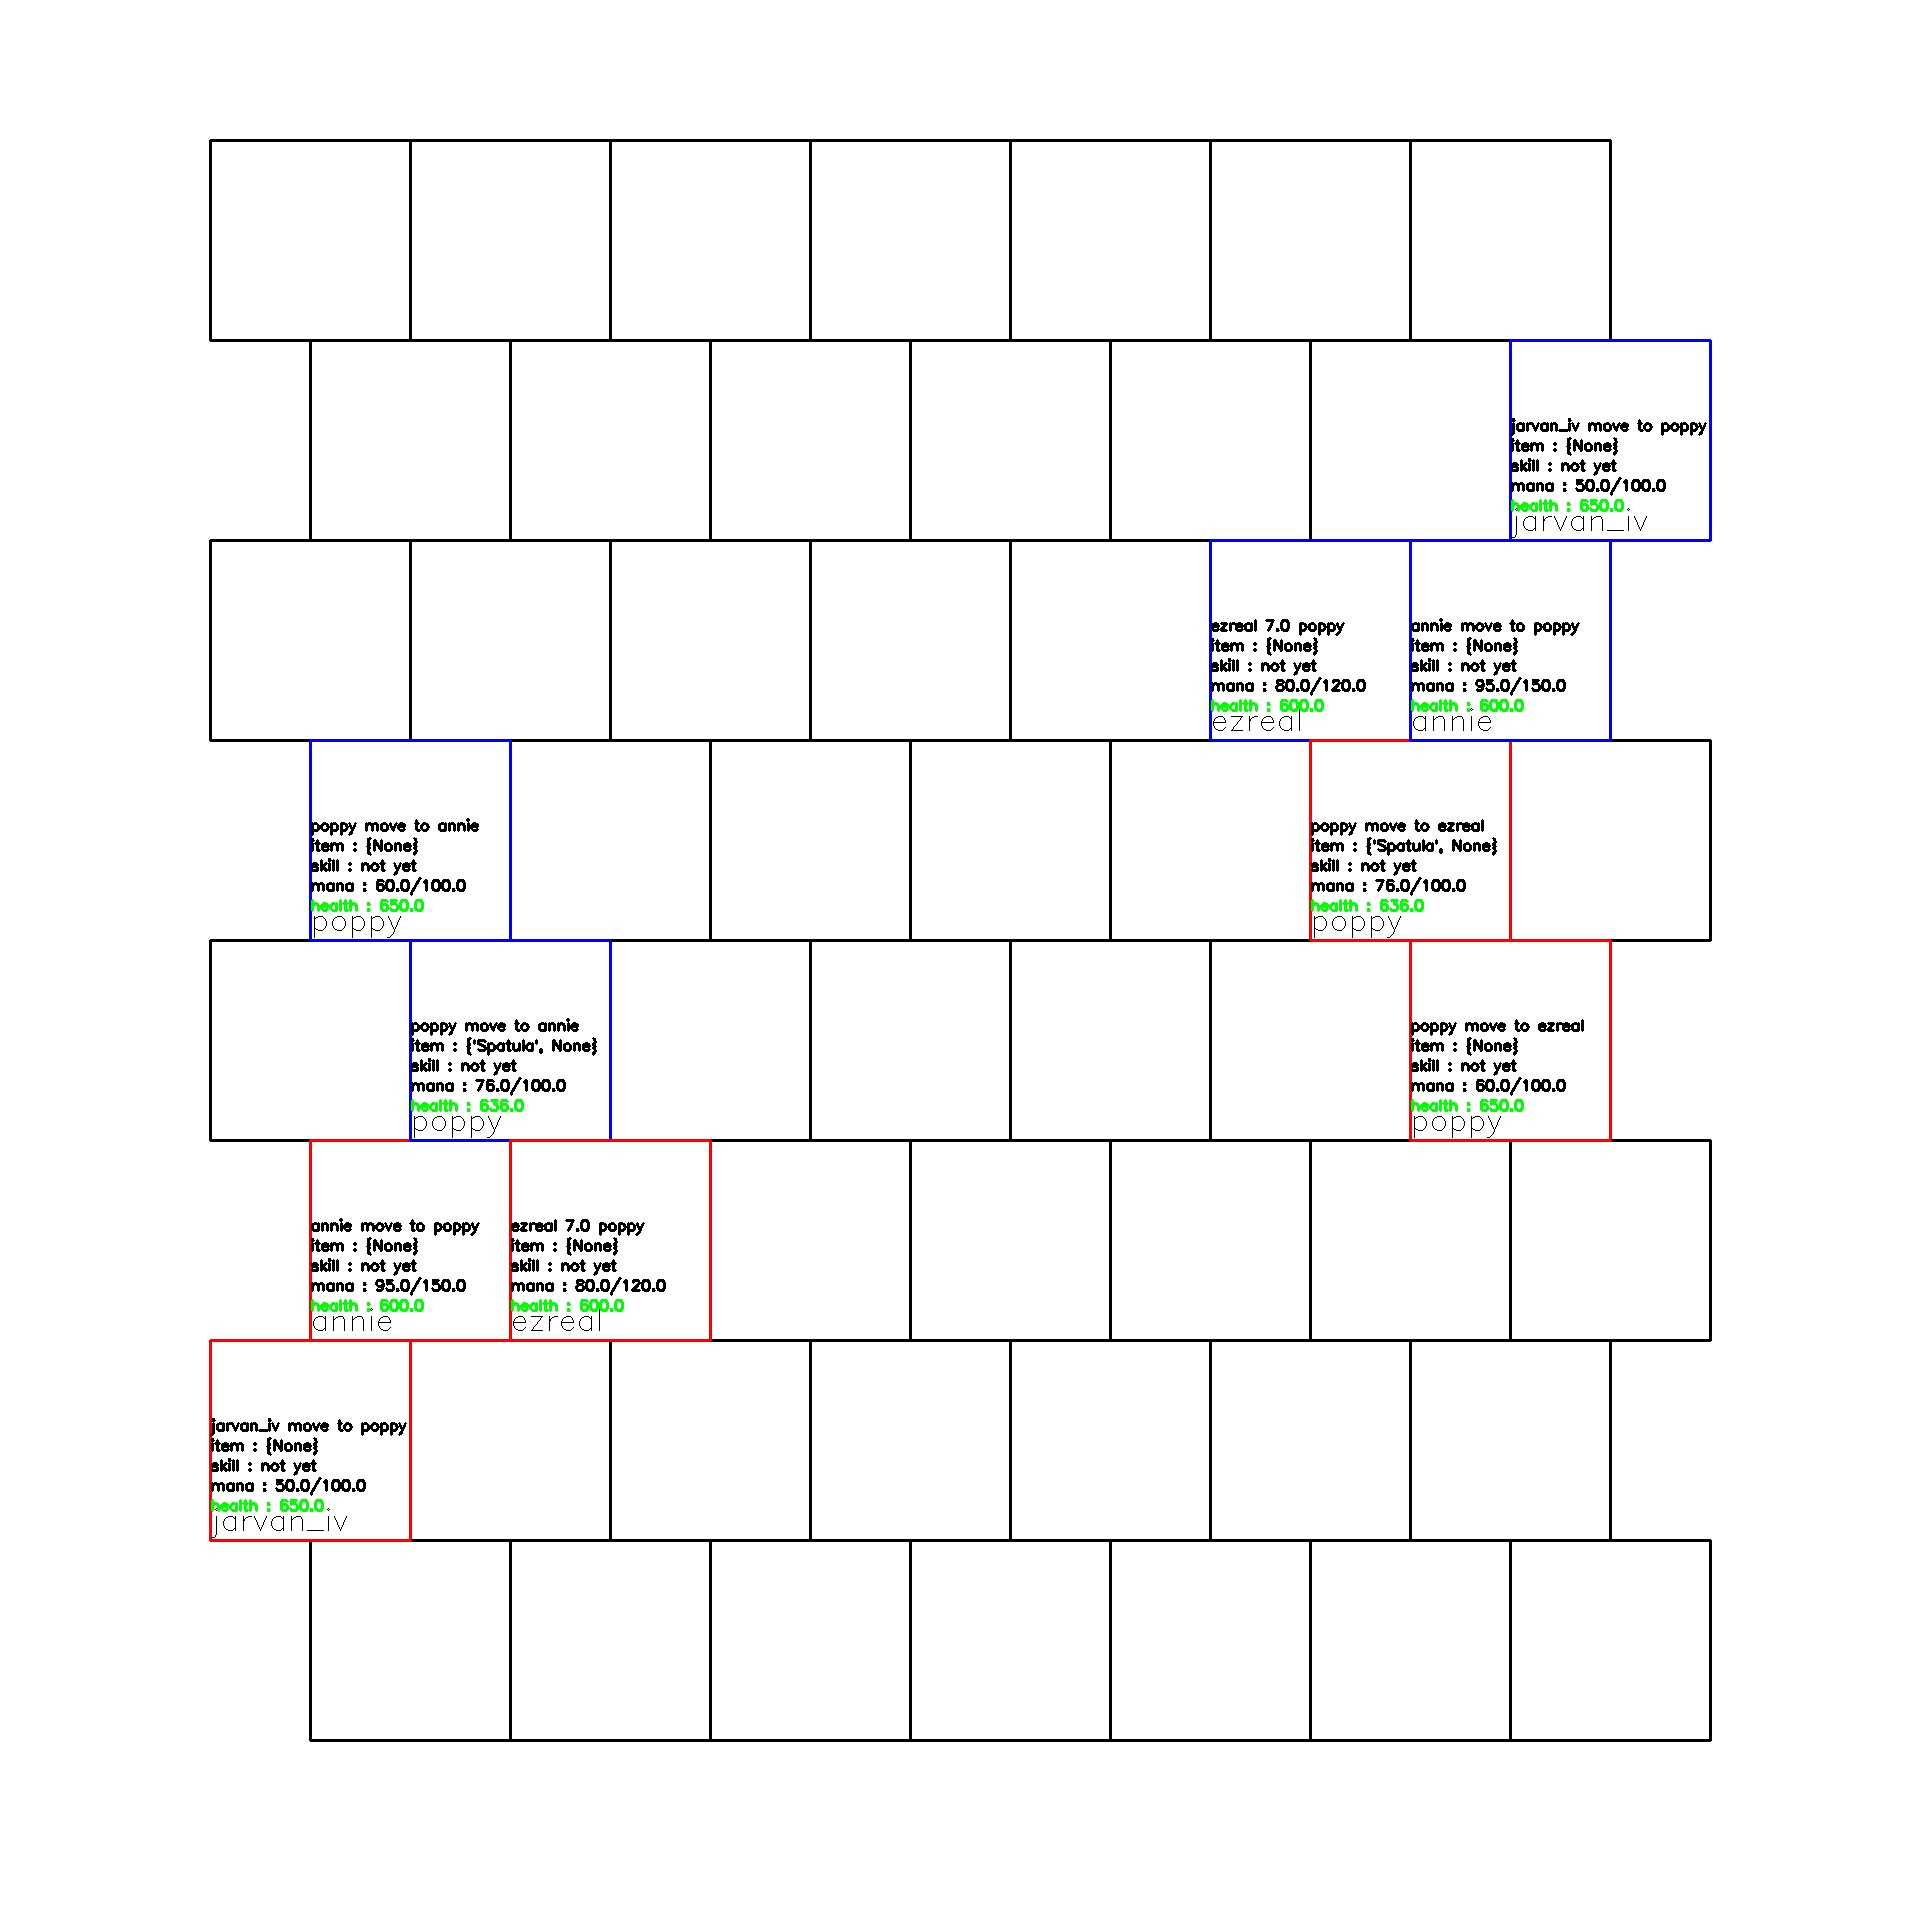 jarvan_iv move to poppy
item : {None}
skill : not yet
mana : 50.0/100.0
health : 650.0
jarvan_iv
ezreal 7.0 poppy
item : {None}
skill : not yet
mana : 80.0/120.0
health : 600.0
ezreal
annie move to poppy
item : {None}
skill : not yet
mana : 95.0/150.0
health : 600.0
annie
poppy move to annie
item : {None}
skill : not yet
mana : 60.0/100.0
health : 650.0
poppy
poppy move to ezreal
item : {'Spatula', None}
skill : not yet
mana : 76.0/100.0
health : 636.0
poppy
poppy move to annie
item : {'Spatula', None}
skill : not yet
mana : 76.0/100.0
health : 636.0
poppy
poppy move to ezreal
item : {None}
skill : not yet
mana : 60.0/100.0
health : 650.0
poppy
annie move to poppy
item : {None}
skill : not yet
mana : 95.0/150.0
health : 600.0
annie
ezreal 7.0 poppy
item : {None}
skill : not yet
mana : 80.0/120.0
health : 600.0
ezreal
jarvan_iv move to poppy
item : {None}
skill : not yet
mana : 50.0/100.0
health : 650.0
jarvan_iv